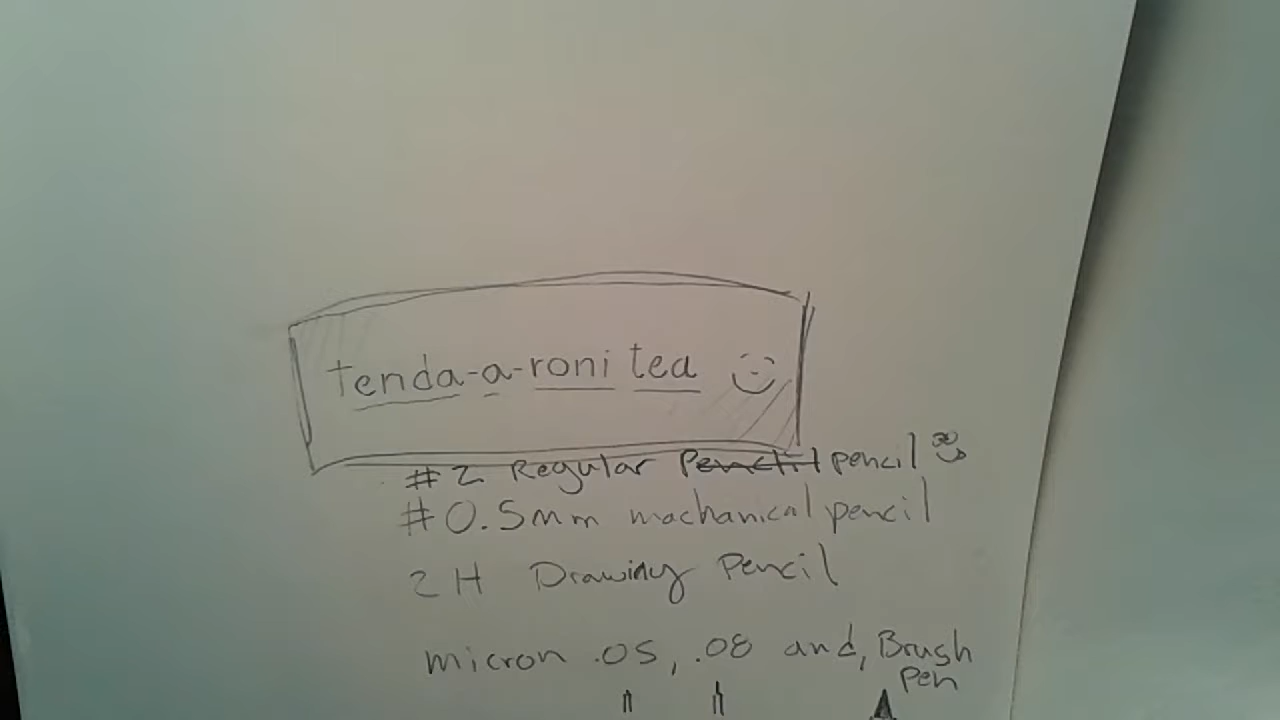 tenda-a-roni tea
#2 Regular Penctil pencil
#0.5mm machanical pencil
2H Drawing Pencil
micron .05, .08 and, Brush
Pen